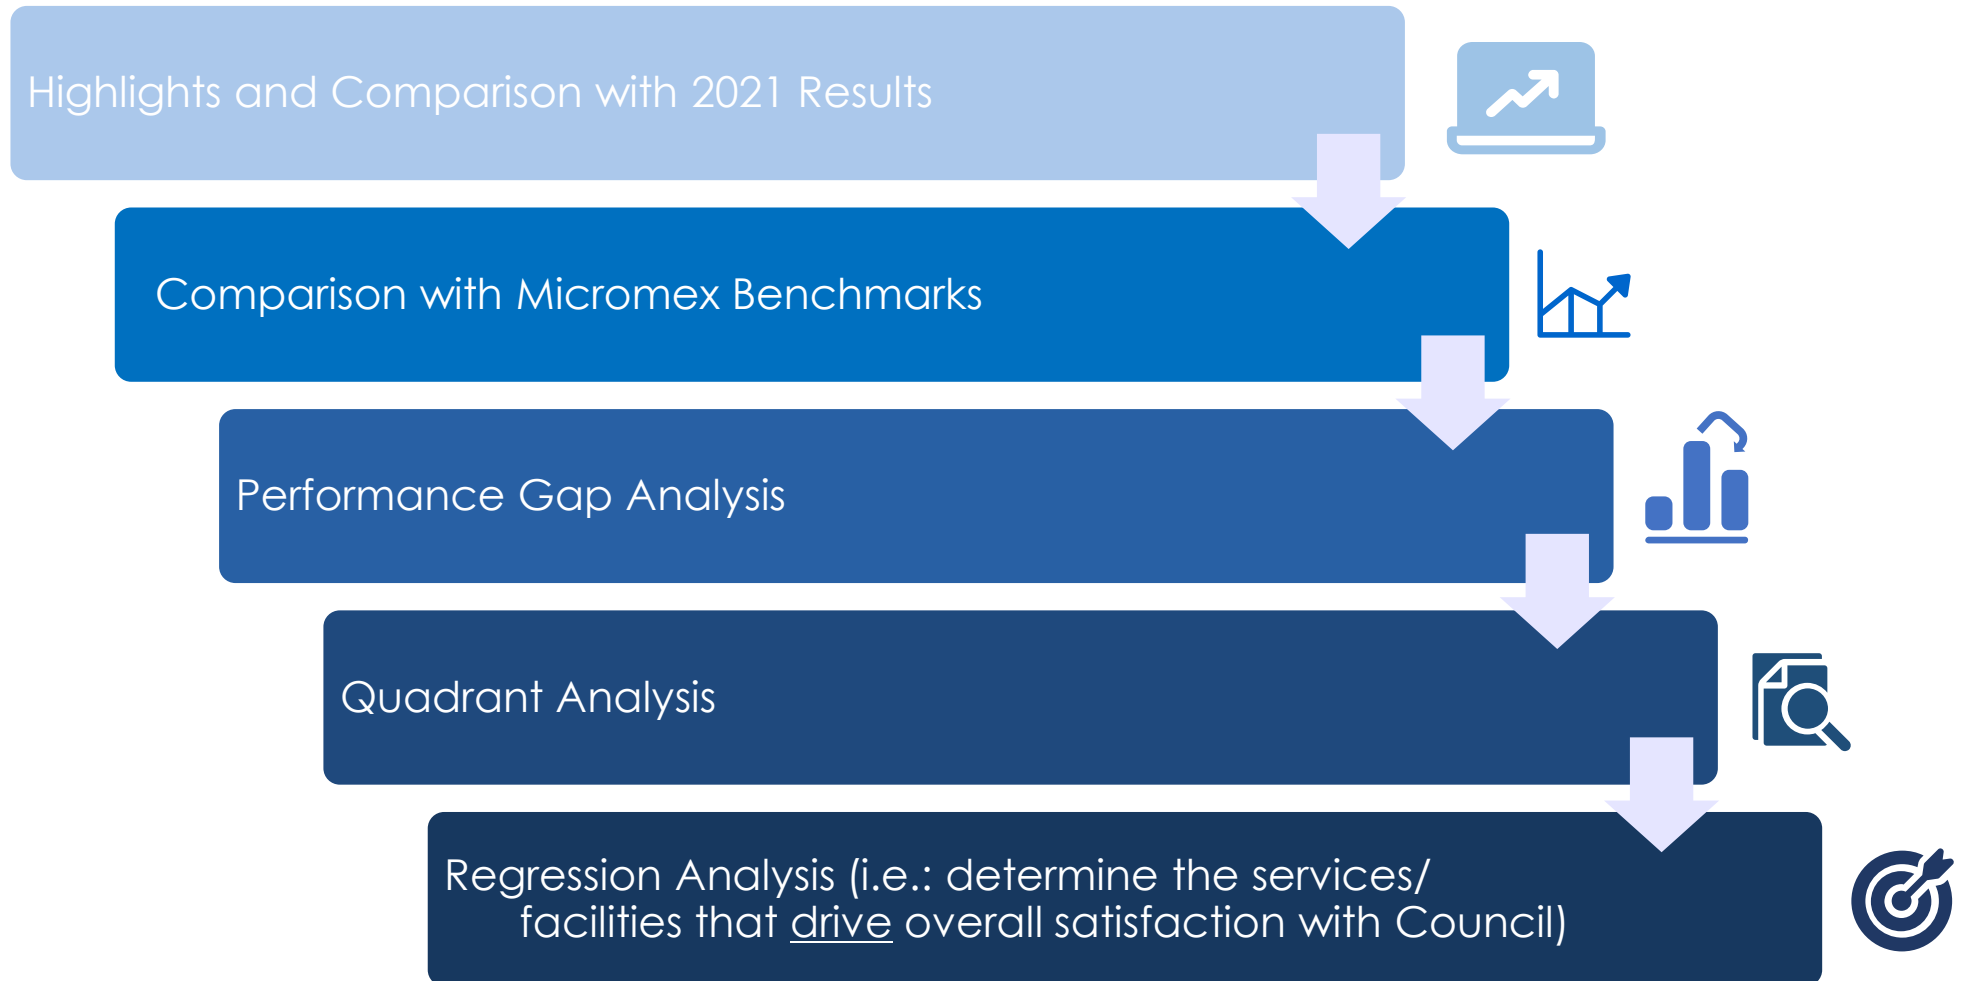 Highlights and Comparison with 2021 Results
Comparison with Micromex Benchmarks
Performance Gap Analysis
Quadrant Analysis
Regression Analysis (i.e.: determine the services/
facilities that drive overall satisfaction with Council)